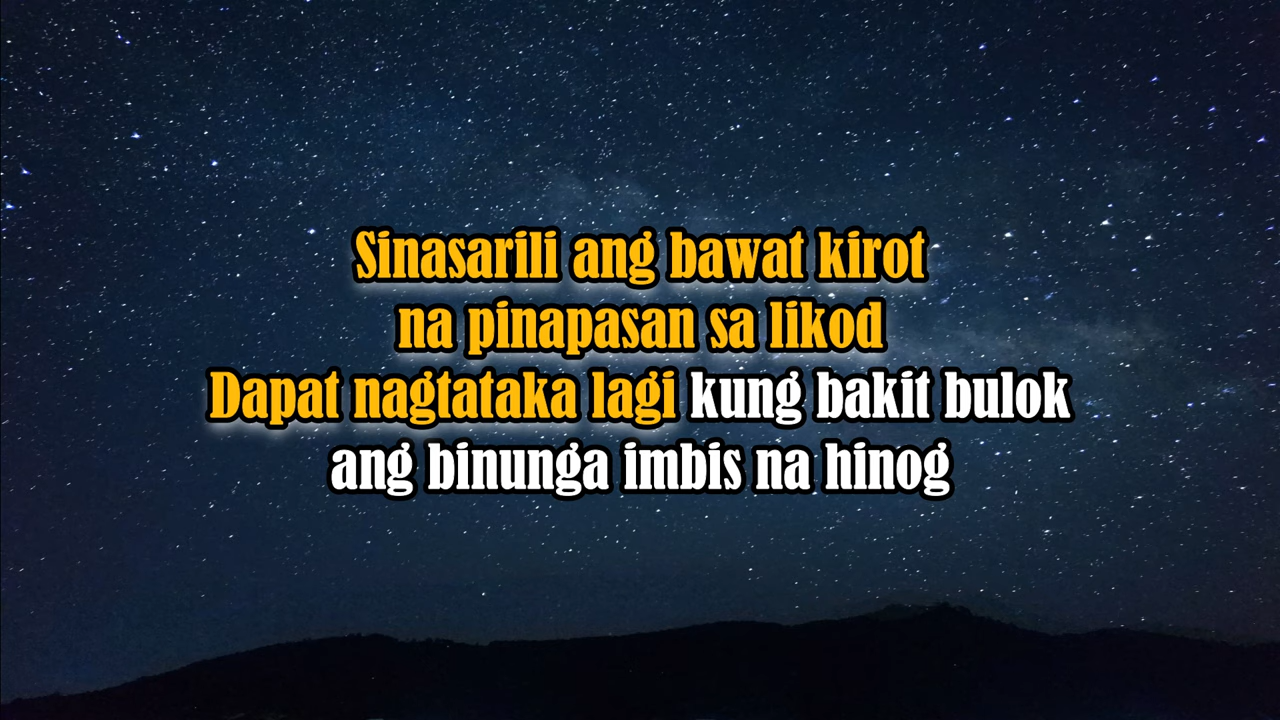 Sinasarili ang bawat kirot
na pinapasan sa likod
Dapat nagtataka lagi kung bakit bulok
ang binunga imbis na hinog